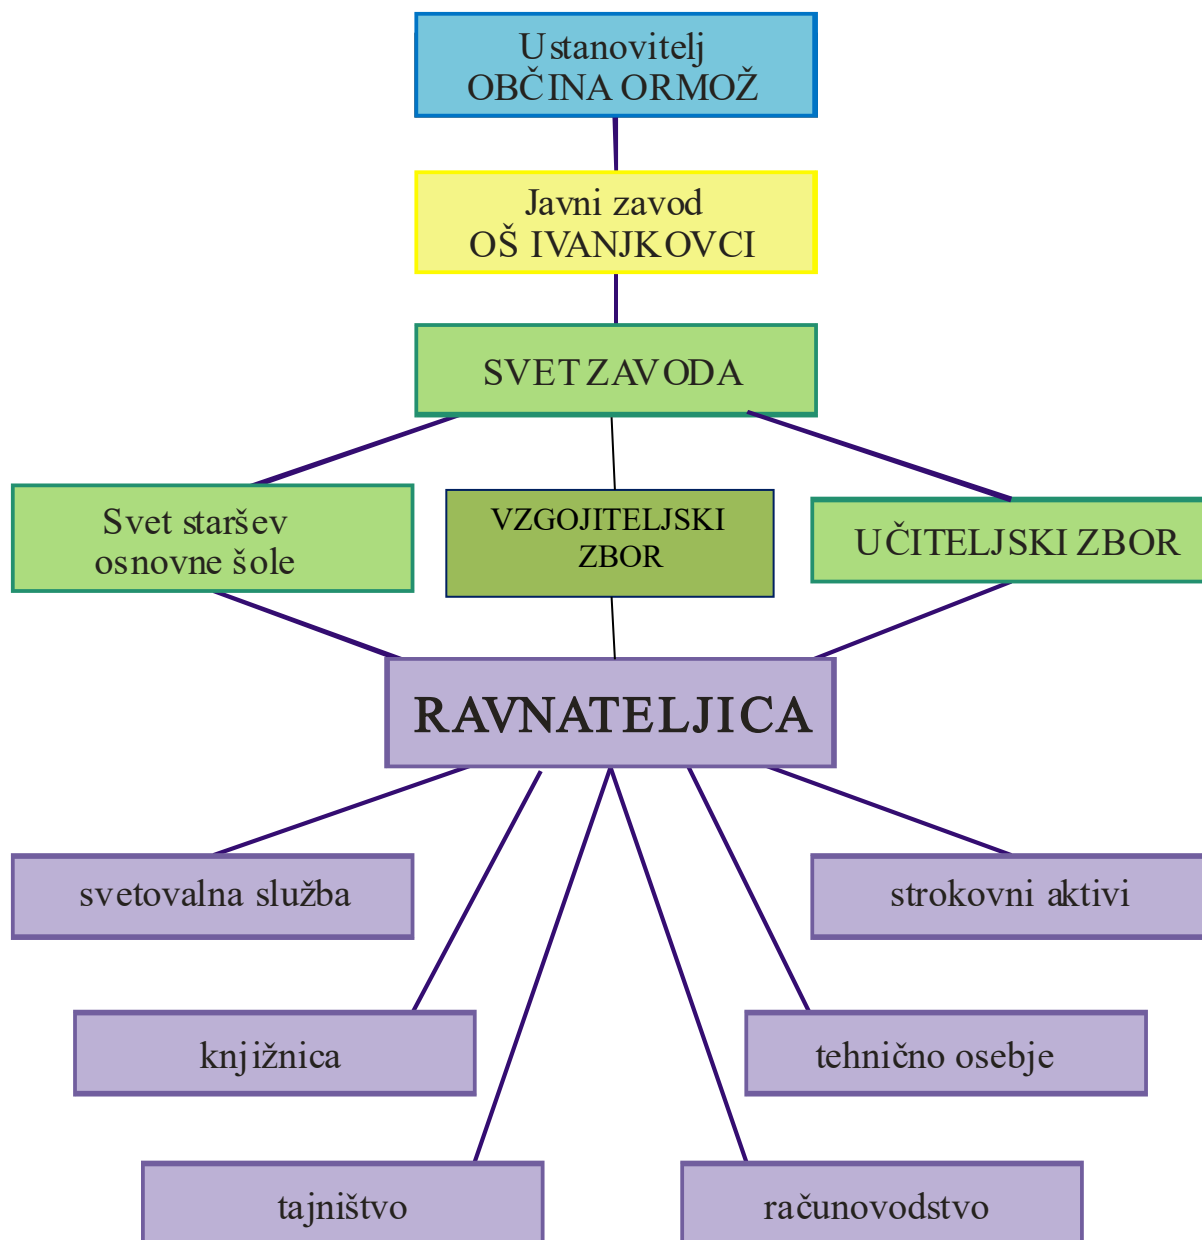 Ustanovitelj
OBČINA ORMOŽ
Javni zavod
OŠ IVANJKOVCI
SVET ZAVODA
Svet staršev
osnovne šole
VZGOJITELJSKI
ZBOR
UČITELJSKI ZBOR
RAVNATELJICA
svetovalna služba
strokovni aktivi
knjižnica
tehnično osebje
tajništvo
računovodstvo